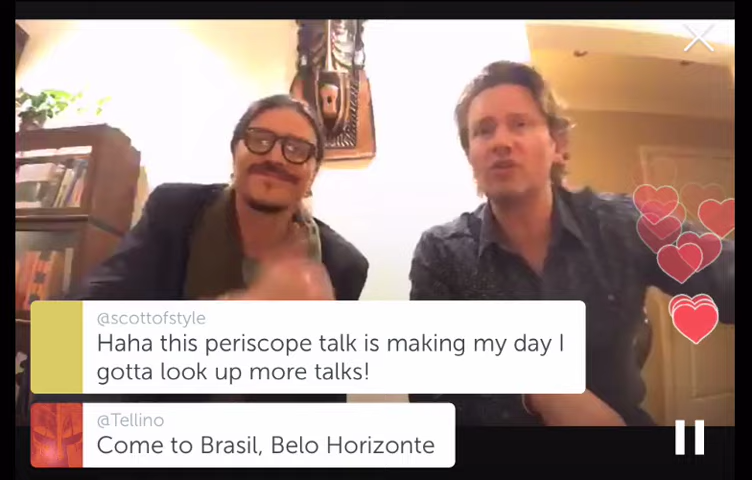 @scottofstyle
Haha this periscope talk is making my day I
gotta look up more talks!
@Tellino
Come to Brasil, Belo Horizonte